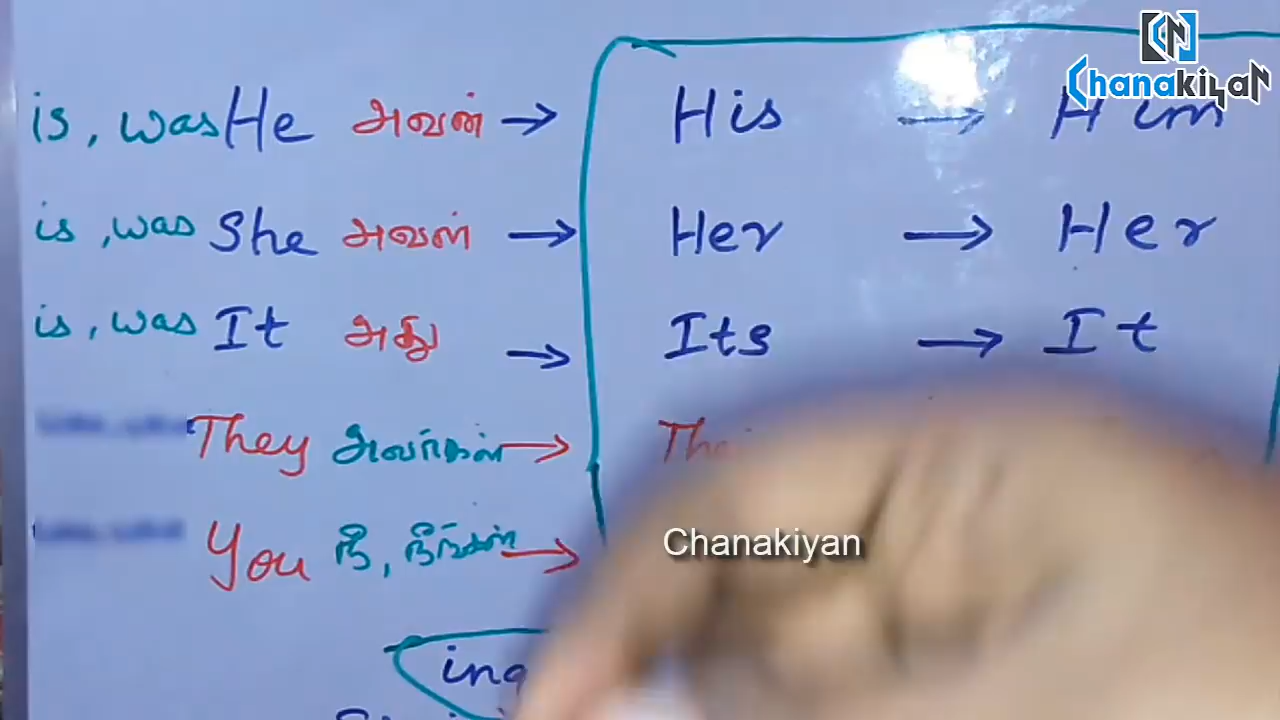 CN
Chanakiyan
is, was He அவன் → His → Him
is, was She அவள் → Her → Her
is, was It அது → Its → It
They அவர்கள் →
You நீ, நீங்கள் →
Chanakiyan